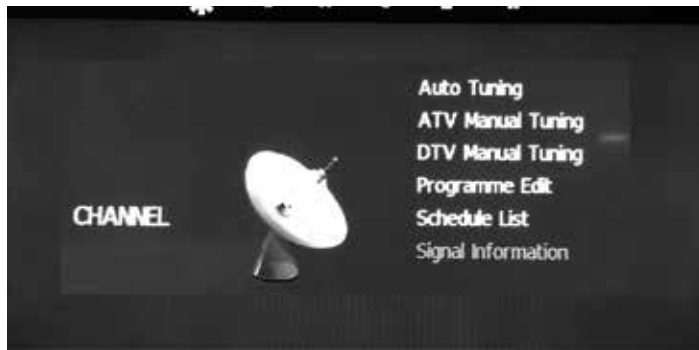 CHANNEL
Auto Tuning
ATV Manual Tuning
DTV Manual Tuning
Programme Edit
Schedule List
Signal Information